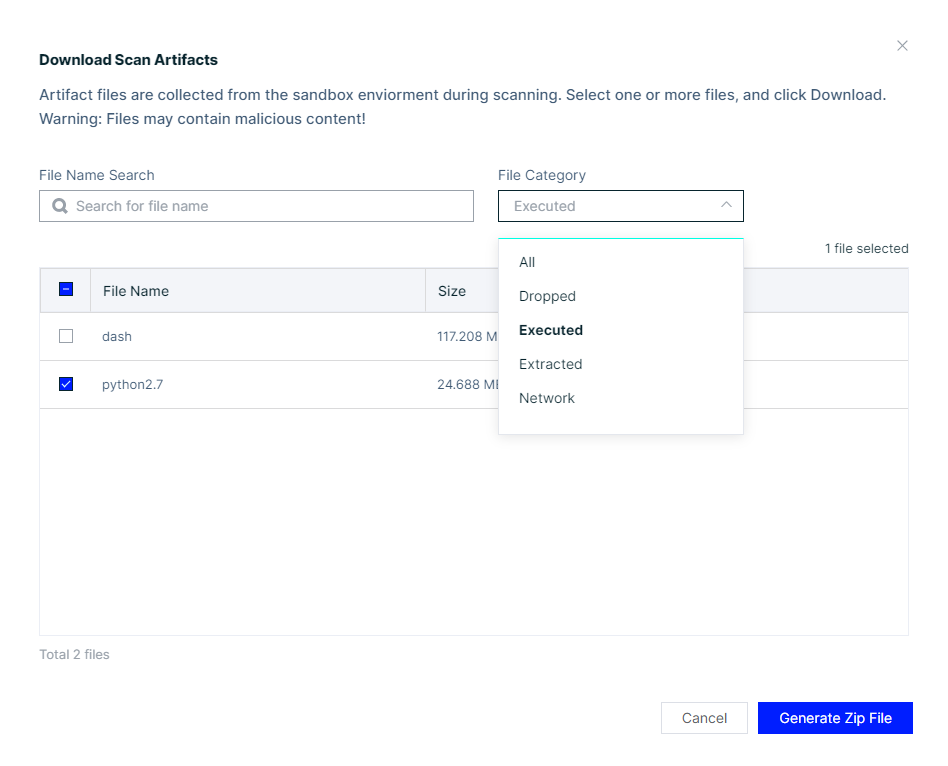 Download Scan Artifacts
Artifact files are collected from the sandbox enviorment during scanning. Select one or more files, and click Download.
Warning: Files may contain malicious content!
File Name Search
File Category
Search for file name
Executed
1 file selected
All
Dropped
Executed
Extracted
Network
File Name
Size
dash
117.208 M
python2.7
24.688 MB
Total 2 files
Cancel
Generate Zip File